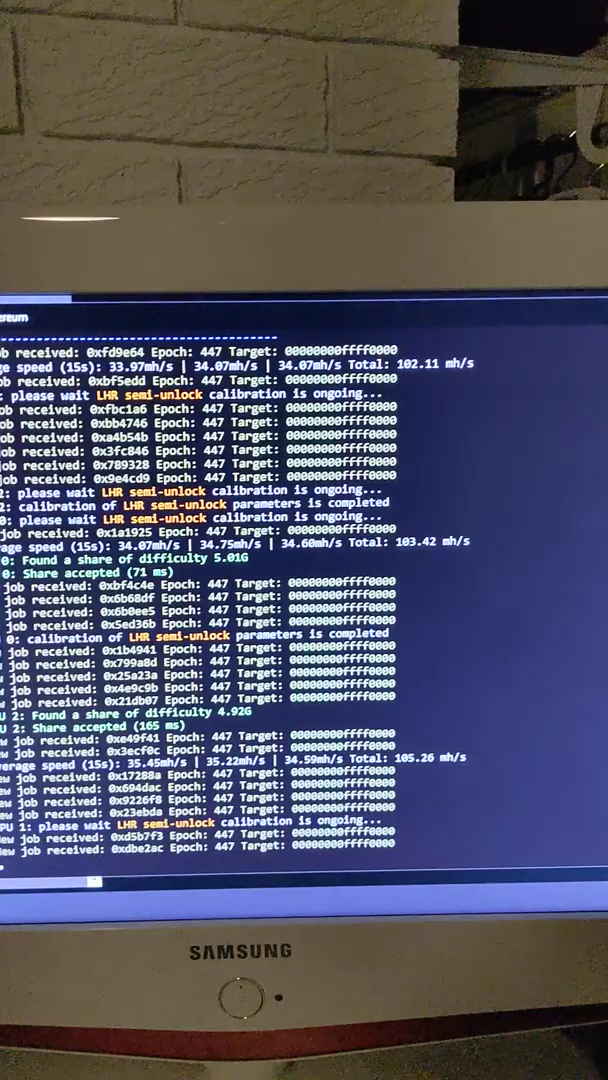 ereum
ob received: 0xfd9e64 Epoch: 447 Target: 00000000ffff0000
ge speed (15s): 33.97mh/s | 34.07mh/s | 34.07mh/s Total: 102.11 mh/s
ob received: 0xbf5edd Epoch: 447 Target: 00000000ffff0000
: please wait LHR semi-unlock calibration is ongoing...
ob received: 0xfbc1a6 Epoch: 447 Target: 00000000ffff0000
ob received: 0xbb4746 Epoch: 447 Target: 00000000ffff0000
ob received: 0xa4b54b Epoch: 447 Target: 00000000ffff0000
job received: 0x3fc846 Epoch: 447 Target: 00000000ffff0000
job received: 0x789328 Epoch: 447 Target: 00000000ffff0000
job received: 0x9e4cd9 Epoch: 447 Target: 00000000ffff0000
2: please wait LHR semi-unlock calibration is ongoing...
2: calibration of LHR semi-unlock parameters is completed
0: please wait LHR semi-unlock calibration is ongoing...
job received: 0x1a1925 Epoch: 447 Target: 00000000ffff0000
rage speed (15s): 34.07mh/s | 34.75mh/s | 34.60mh/s Total: 103.42 mh/s
0: Found a share of difficulty 5.01G
0: Share accepted (71 ms)
job received: 0xbf4c4e Epoch: 447 Target: 00000000ffff0000
job received: 0x6b68df Epoch: 447 Target: 00000000ffff0000
job received: 0x6b0ee5 Epoch: 447 Target: 00000000ffff0000
job received: 0x5ed36b Epoch: 447 Target: 00000000ffff0000
0: calibration of LHR semi-unlock parameters is completed
w job received: 0x1b4941 Epoch: 447 Target: 00000000ffff0000
w job received: 0x799a8d Epoch: 447 Target: 00000000ffff0000
w job received: 0x25a23a Epoch: 447 Target: 00000000ffff0000
w job received: 0x4e9c9b Epoch: 447 Target: 00000000ffff0000
w job received: 0x21db07 Epoch: 447 Target: 00000000ffff0000
U 2: Found a share of difficulty 4.92G
U 2: Share accepted (165 ms)
ew job received: 0xe49f41 Epoch: 447 Target: 00000000ffff0000
ew job received: 0x3ecf0c Epoch: 447 Target: 00000000ffff0000
verage speed (15s): 35.45mh/s | 35.22mh/s | 34.59mh/s Total: 105.26 mh/s
ew job received: 0x17288a Epoch: 447 Target: 00000000ffff0000
ew job received: 0x694dac Epoch: 447 Target: 00000000ffff0000
ew job received: 0x9226f8 Epoch: 447 Target: 00000000ffff0000
ew job received: 0x23ebda Epoch: 447 Target: 00000000ffff0000
PU 1: please wait LHR semi-unlock calibration is ongoing...
New job received: 0xd5b7f3 Epoch: 447 Target: 00000000ffff0000
New job received: 0xdbe2ac Epoch: 447 Target: 00000000ffff0000
SAMSUNG